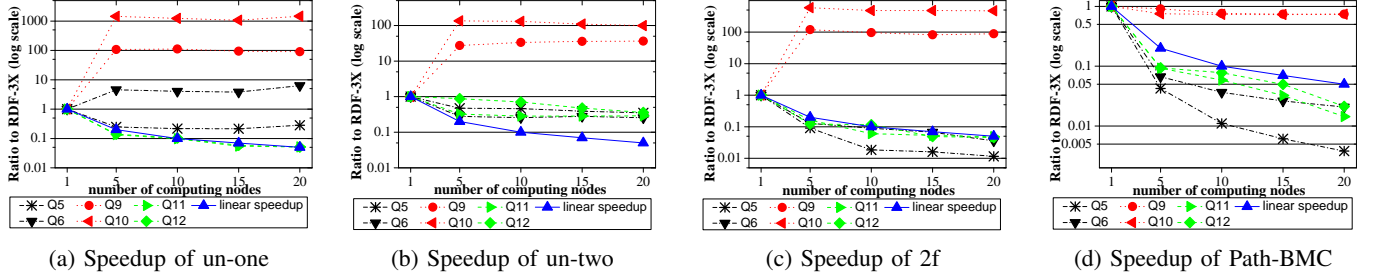 Ratio to RDF-3X (log scale)
1000
100
10
1
0.1
0.01
1
5
10
15
20
number of computing nodes
Q5
Q9
Q11
linear speedup
Q6
Q10
Q12
(a) Speedup of un-one
Ratio to RDF-3X (log scale)
100
10
1
0.1
0.01
1
5
10
15
20
number of computing nodes
Q5
Q9
Q11
linear speedup
Q6
Q10
Q12
(b) Speedup of un-two
Ratio to RDF-3X (log scale)
100
10
1
0.1
0.01
1
5
10
15
20
number of computing nodes
Q5
Q9
Q11
linear speedup
Q6
Q10
Q12
(c) Speedup of 2f
Ratio to RDF-3X (log scale)
1
0.5
0.1
0.05
0.01
0.005
1
5
10
15
20
number of computing nodes
Q5
Q9
Q11
linear speedup
Q6
Q10
Q12
(d) Speedup of Path-BMC